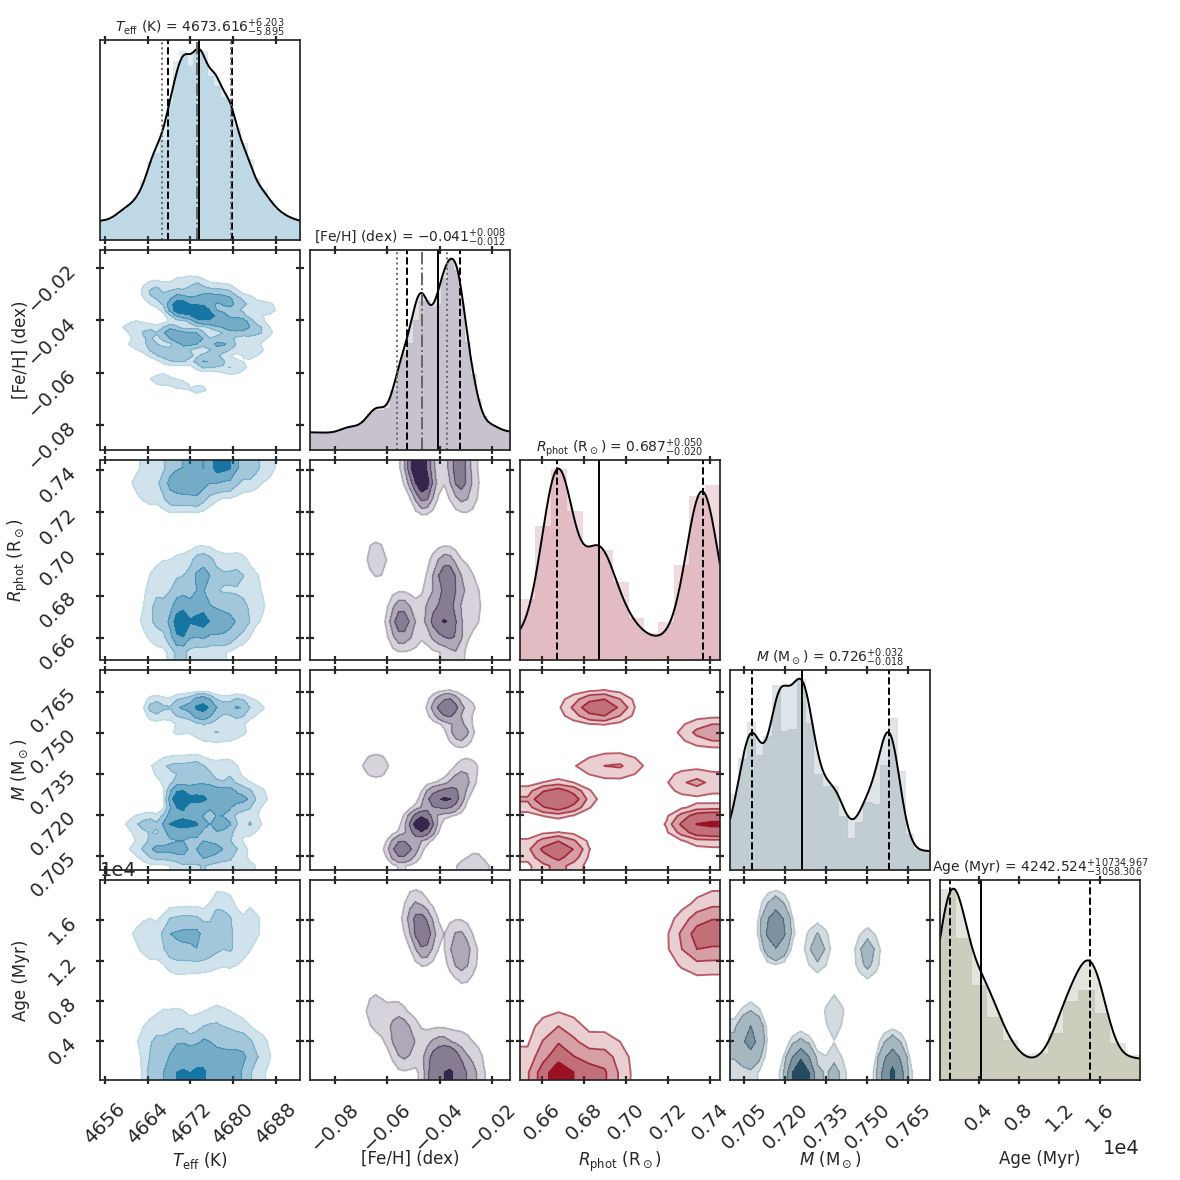 T_eff (K) = 4673.616 +6.203 −5.895
[Fe/H] (dex) = −0.041 +0.008 −0.012
[Fe/H] (dex)
−0.02
−0.04
−0.06
−0.08
R_phot (R⊙) = 0.687 +0.050 −0.020
R_phot (R⊙)
0.74
0.72
0.70
0.68
0.66
M (M⊙) = 0.726 +0.032 −0.018
M (M⊙)
0.765
0.750
0.735
0.720
0.705
1e4
Age (Myr) = 4242.524 +10734.967 −3058.306
Age (Myr)
1.6
1.2
0.8
0.4
4656 4664 4672 4680 4688
−0.08 −0.06 −0.04 −0.02
0.66 0.68 0.70 0.72 0.74
0.705 0.720 0.735 0.750 0.765
0.4 0.8 1.2 1.6
1e4
T_eff (K)
[Fe/H] (dex)
R_phot (R⊙)
M (M⊙)
Age (Myr)